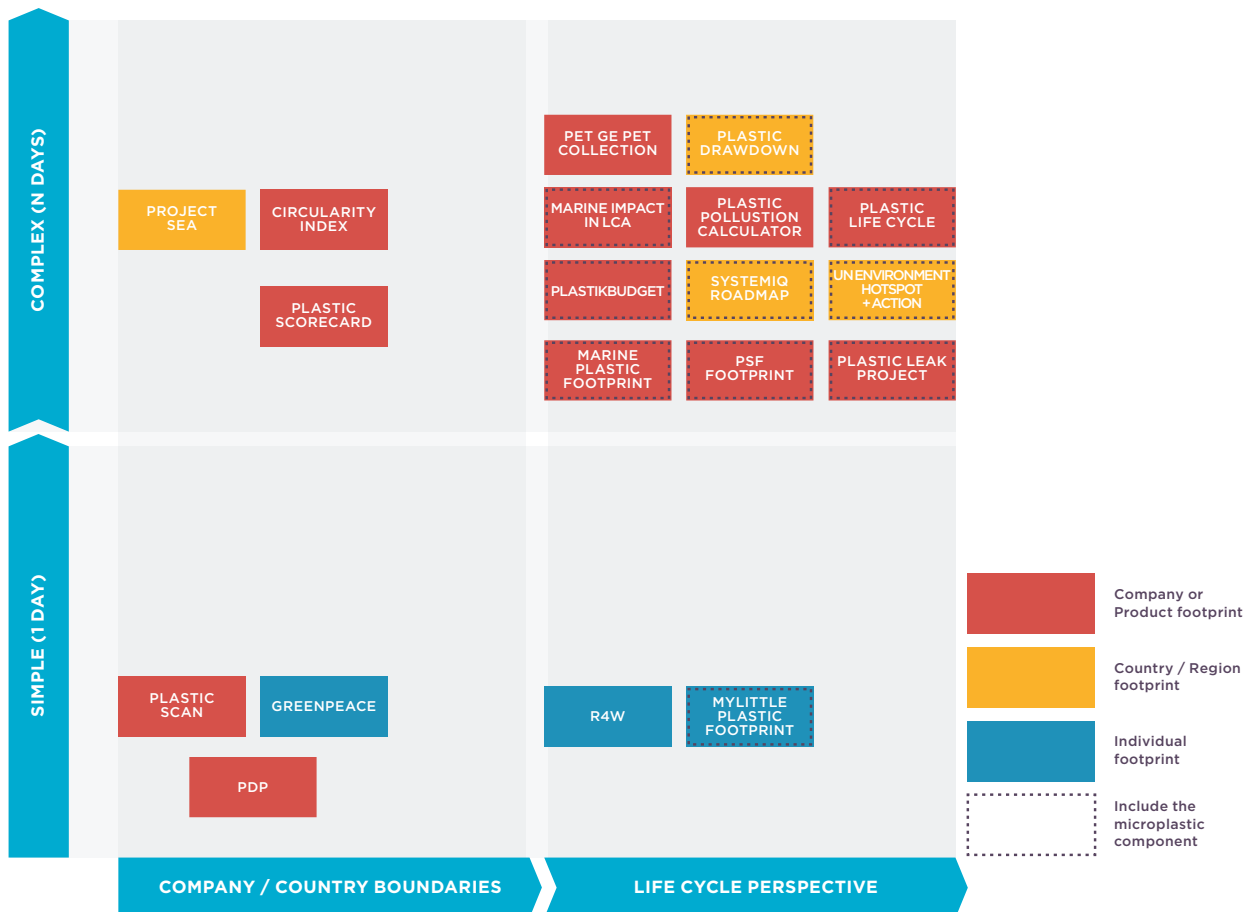 COMPLEX (N DAYS)
PET GE PET
COLLECTION
PLASTIC
DRAWDOWN
PROJECT
SEA
CIRCULARITY
INDEX
MARINE IMPACT
IN LCA
PLASTIC
POLLUSTION
CALCULATOR
PLASTIC
LIFE CYCLE
PLASTIC
SCORECARD
PLASTIKBUDGET
SYSTEMIQ
ROADMAP
UN ENVIRONMENT
HOTSPOT
+ ACTION
MARINE
PLASTIC
FOOTPRINT
PSF
FOOTPRINT
PLASTIC LEAK
PROJECT
SIMPLE (1 DAY)
PLASTIC
SCAN
GREENPEACE
R4W
MYLITTLE
PLASTIC
FOOTPRINT
PDP
Company or
Product footprint
Country / Region
footprint
Individual
footprint
Include the
microplastic
component
COMPANY / COUNTRY BOUNDARIES
LIFE CYCLE PERSPECTIVE